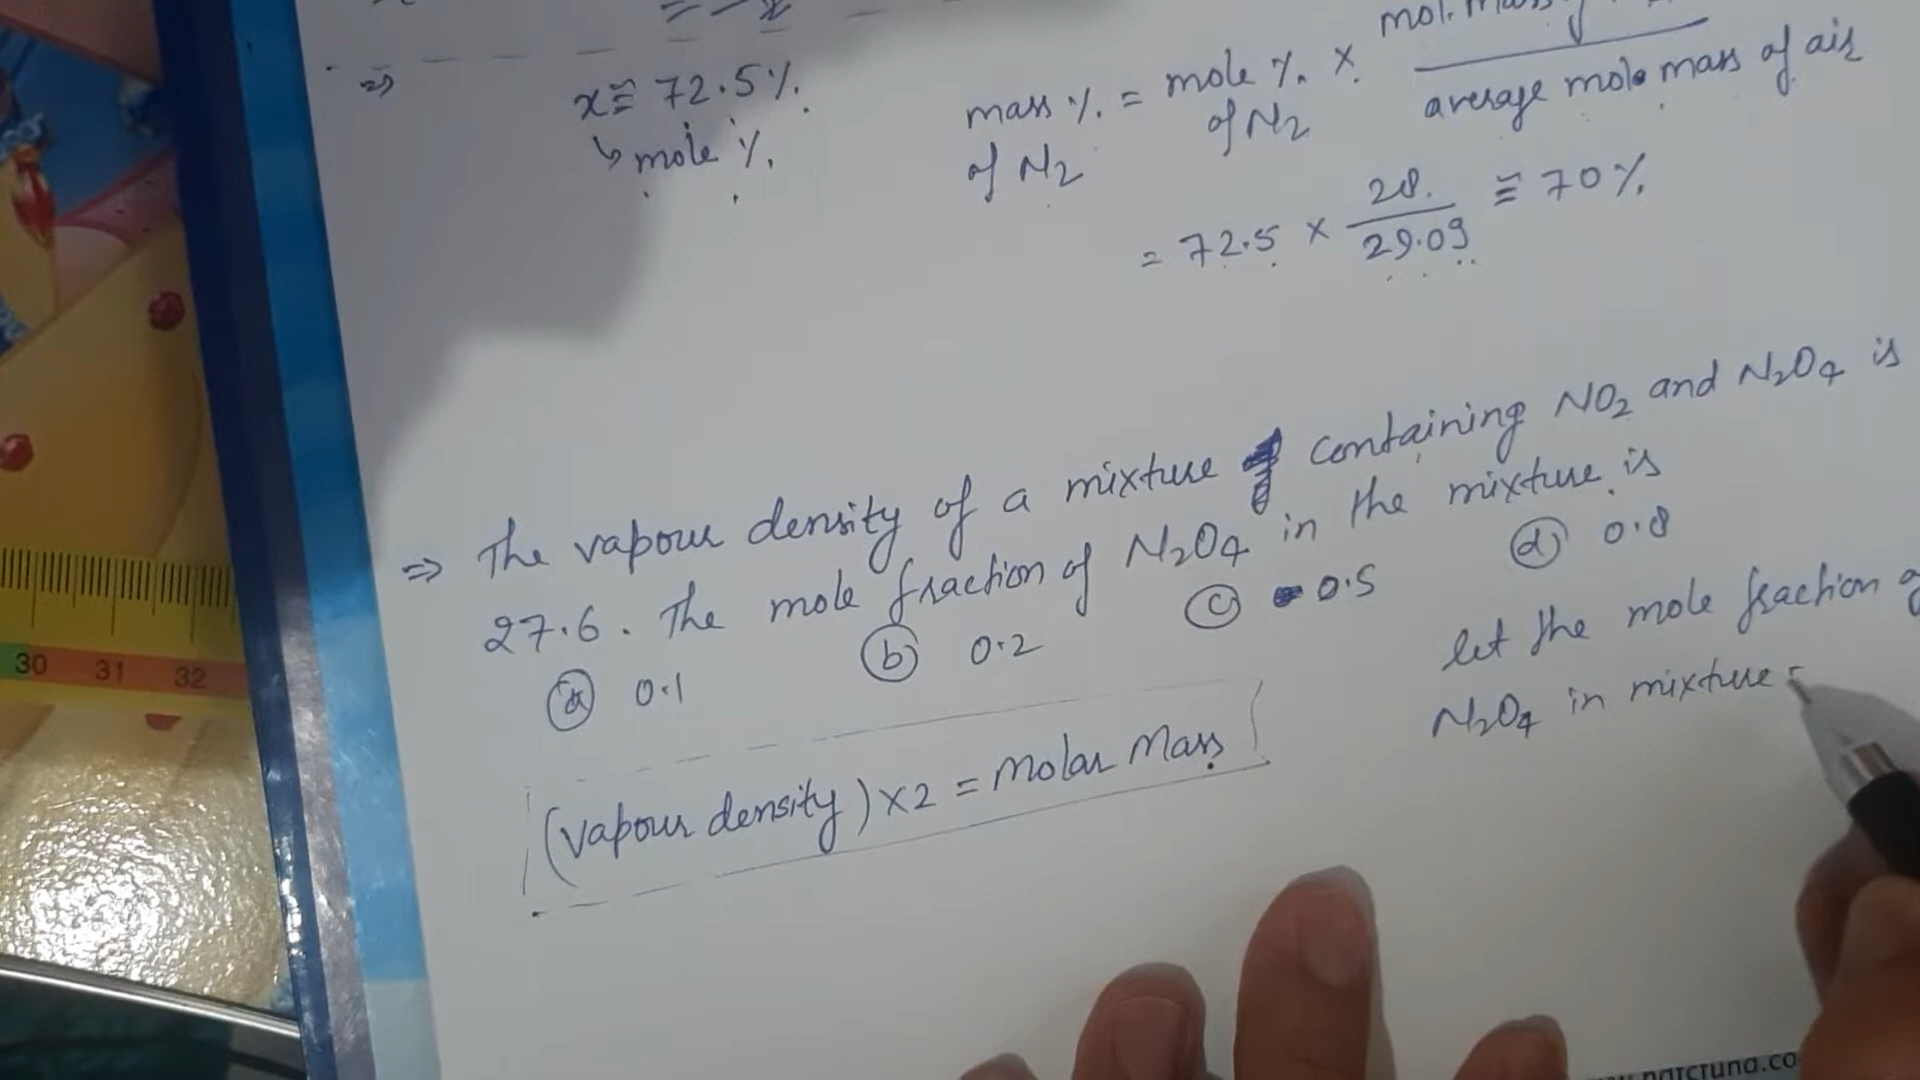 ⇒ x ≅ 72.5%.
↳ mole %.
mass %. = mole %. ×
of N2 of N2 average mole mass of air
= 72.5 × 28. / 29.09 ≅ 70%.
⇒ The vapour density of a mixture containing NO2 and N2O4 is
27.6. The mole fraction of N2O4 in the mixture is
(a) 0.1 (b) 0.2 (c) 0.5 (d) 0.8
let the mole fraction
N2O4 in mixture =
(vapour density) × 2 = Molar Mass
30 31 32